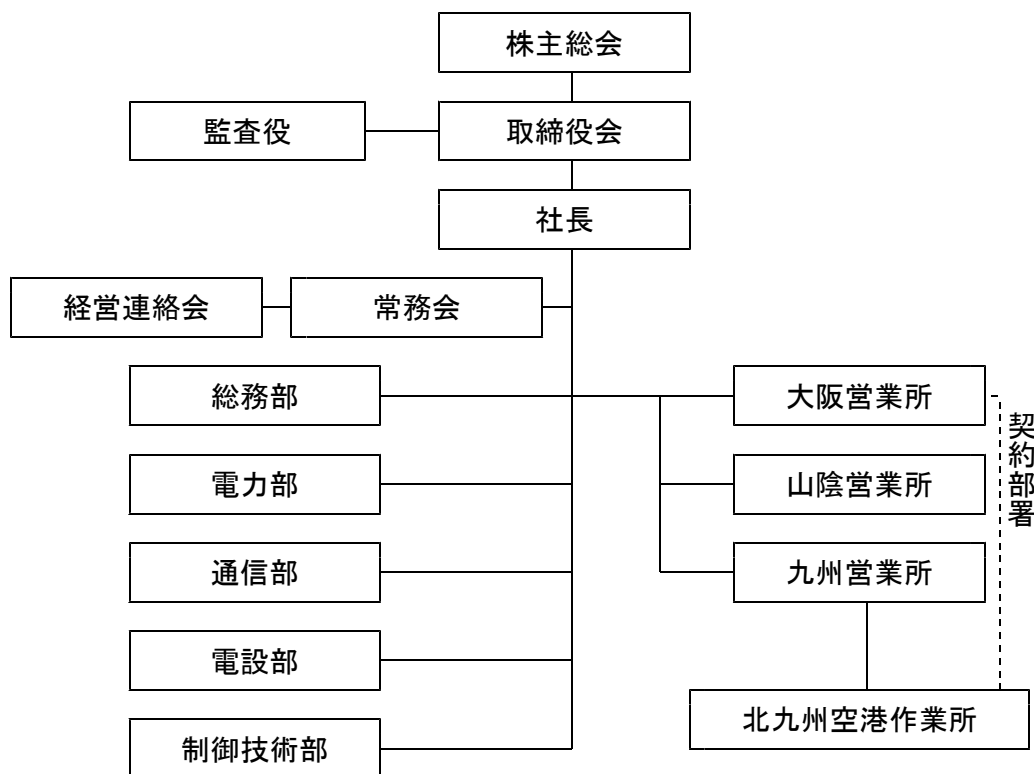 株主総会
監査役
取締役会
社長
経営連絡会
常務会
総務部
大阪営業所
契約部署
電力部
山陰営業所
通信部
九州営業所
電設部
北九州空港作業所
制御技術部